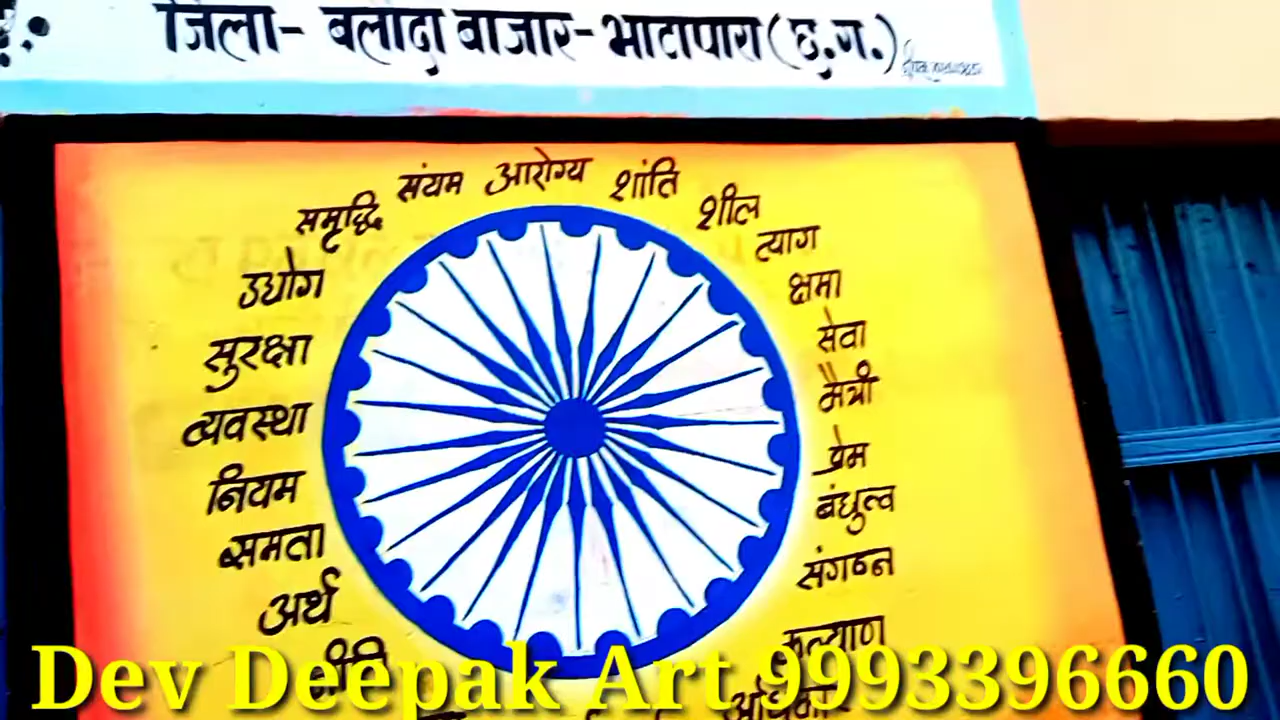 जिला- बलौदा बाजार- भाटापारा (छ.ग.)
समृद्धि
संयम
आरोग्य
शांति
शील
त्याग
क्षमा
सेवा
मैत्री
प्रेम
बंधुत्व
संगठन
कल्याण
उद्योग
सुरक्षा
व्यवस्था
नियम
समता
अर्थ
नीति
Dev Deepak Art 9993396660